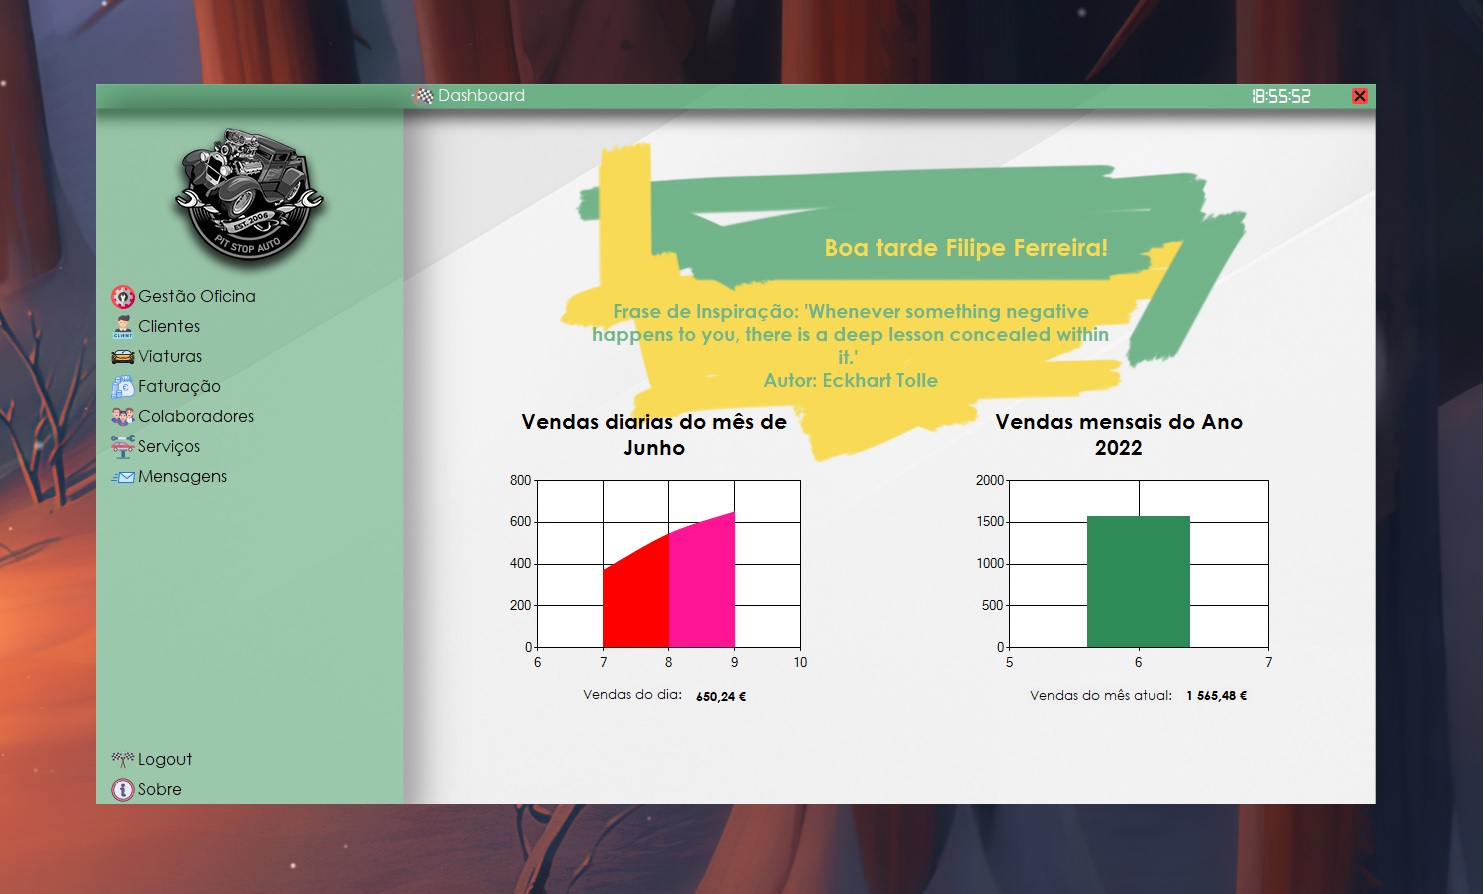 Dashboard
18:55:52
EST. 2006
PIT STOP AUTO
Gestão Oficina
CLIENT
Clientes
Viaturas
Faturação
Colaboradores
Serviços
Mensagens
Logout
Sobre
Boa tarde Filipe Ferreira!
Frase de Inspiração: 'Whenever something negative
happens to you, there is a deep lesson concealed within
it.'
Autor: Eckhart Tolle
Vendas diarias do mês de
Junho
800
600
400
200
0
6 7 8 9 10
Vendas do dia: 650,24 €
Vendas mensais do Ano
2022
2000
1500
1000
500
0
5 6 7
Vendas do mês atual: 1 565,48 €